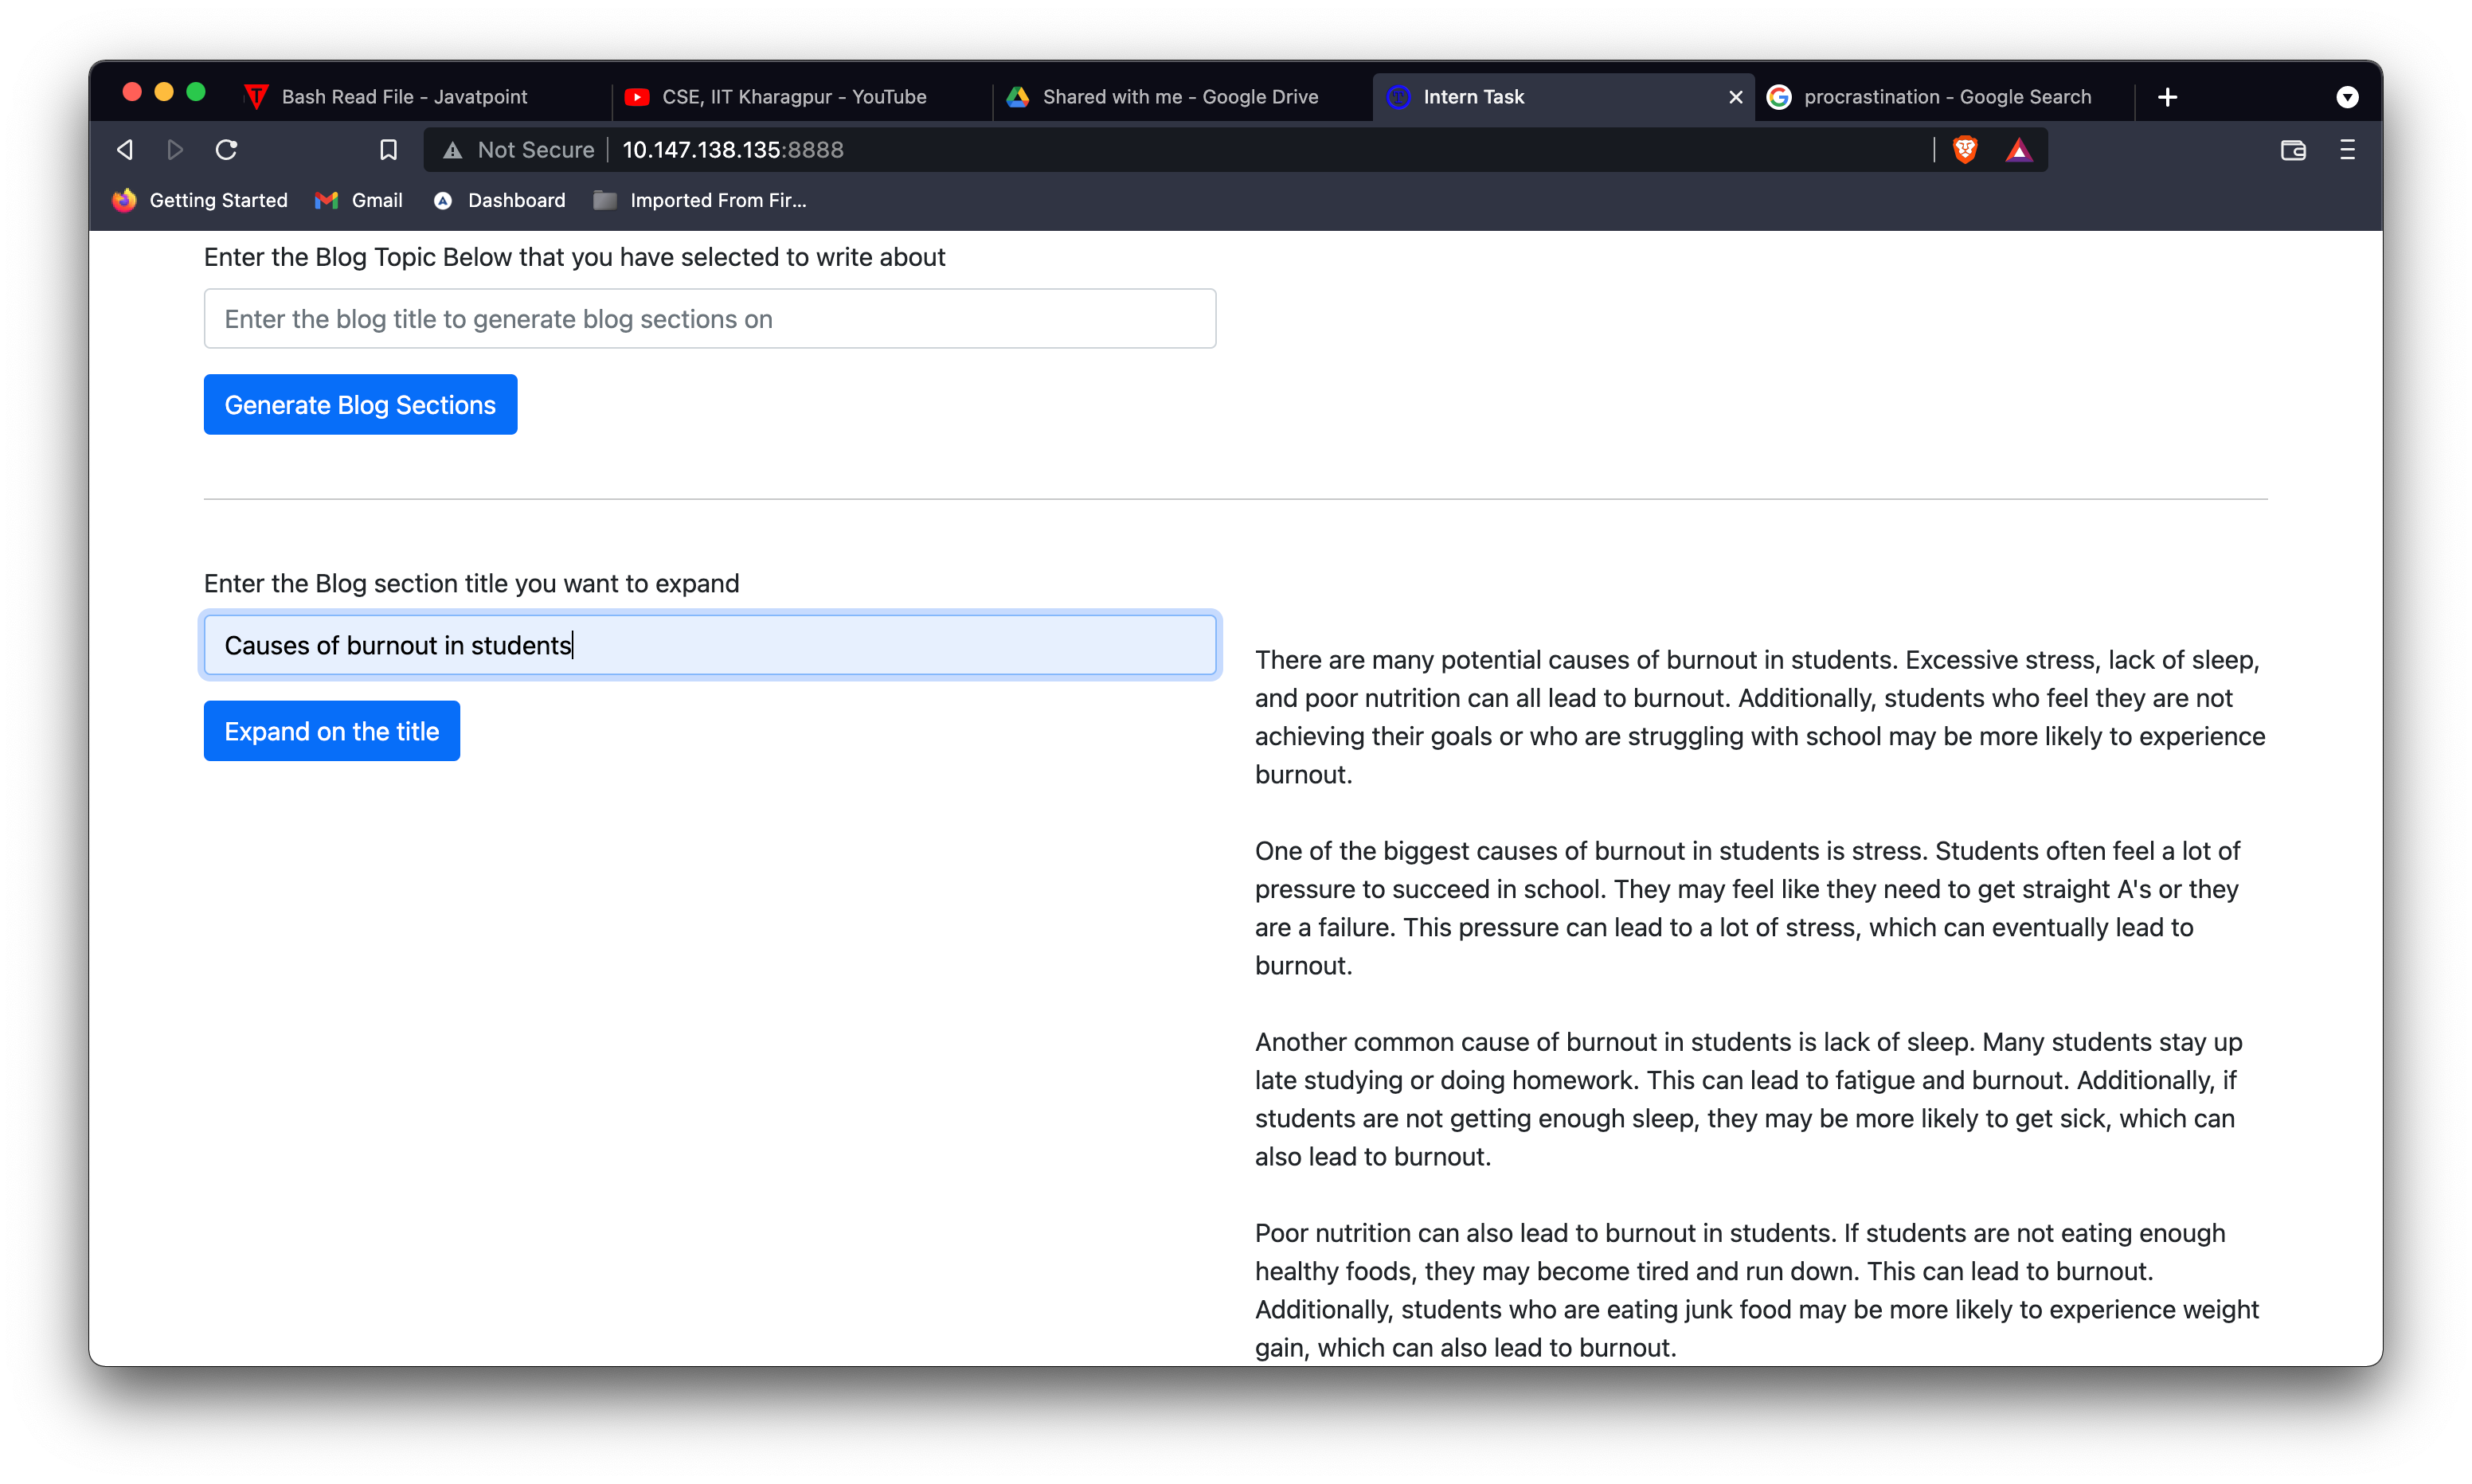 Bash Read File - Javatpoint
CSE, IIT Kharagpur - YouTube
Shared with me - Google Drive
Intern Task
procrastination - Google Search
Not Secure
10.147.138.135:8888
Getting Started
Gmail
Dashboard
Imported From Fir...
Enter the Blog Topic Below that you have selected to write about
Enter the blog title to generate blog sections on
Generate Blog Sections
Enter the Blog section title you want to expand
Causes of burnout in students
Expand on the title
There are many potential causes of burnout in students. Excessive stress, lack of sleep,
and poor nutrition can all lead to burnout. Additionally, students who feel they are not
achieving their goals or who are struggling with school may be more likely to experience
burnout.
One of the biggest causes of burnout in students is stress. Students often feel a lot of
pressure to succeed in school. They may feel like they need to get straight A's or they
are a failure. This pressure can lead to a lot of stress, which can eventually lead to
burnout.
Another common cause of burnout in students is lack of sleep. Many students stay up
late studying or doing homework. This can lead to fatigue and burnout. Additionally, if
students are not getting enough sleep, they may be more likely to get sick, which can
also lead to burnout.
Poor nutrition can also lead to burnout in students. If students are not eating enough
healthy foods, they may become tired and run down. This can lead to burnout.
Additionally, students who are eating junk food may be more likely to experience weight
gain, which can also lead to burnout.